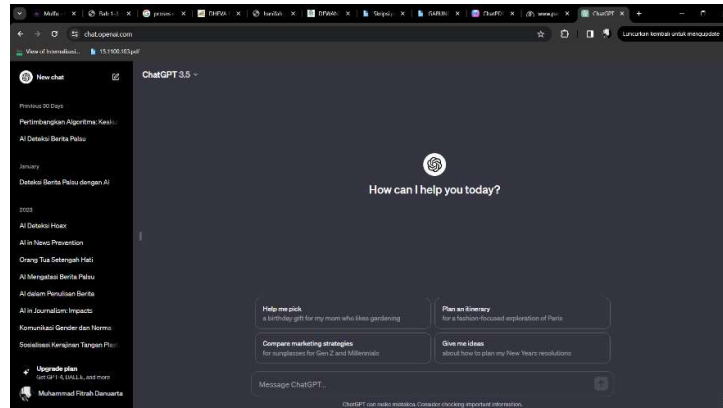 ChatGPT
chat.openai.com
Luncurkan kembali untuk mengupdate
View of Internalisasi...
15.1100.103.pdf
New chat
ChatGPT 3.5
Previous 30 Days
Pertimbangkan Algoritma:
AI Deteksi Berita Palsu
January
Deteksi Berita Palsu dengan AI
2023
AI Deteksi Hoax
AI in News Prevention
Orang Tua Setengah Hati
AI Mengatasi Berita Palsu
AI dalam Penulisan Berita
AI in Journalism: Impacts
Komunikasi Gender dan Norma
Sosialisasi Kerajinan Tangan
Upgrade plan
Get GPT-4, DALL·E, and more
Muhammad Fitrah Danuarta
How can I help you today?
Help me pick
a birthday gift for my mom who likes gardening
Plan an itinerary
for a fashion-focused exploration of Paris
Compare marketing strategies
for sunglasses for Gen Z and Millennials
Give me ideas
about how to plan my New Years resolutions
Message ChatGPT...
ChatGPT can make mistakes. Consider checking important information.